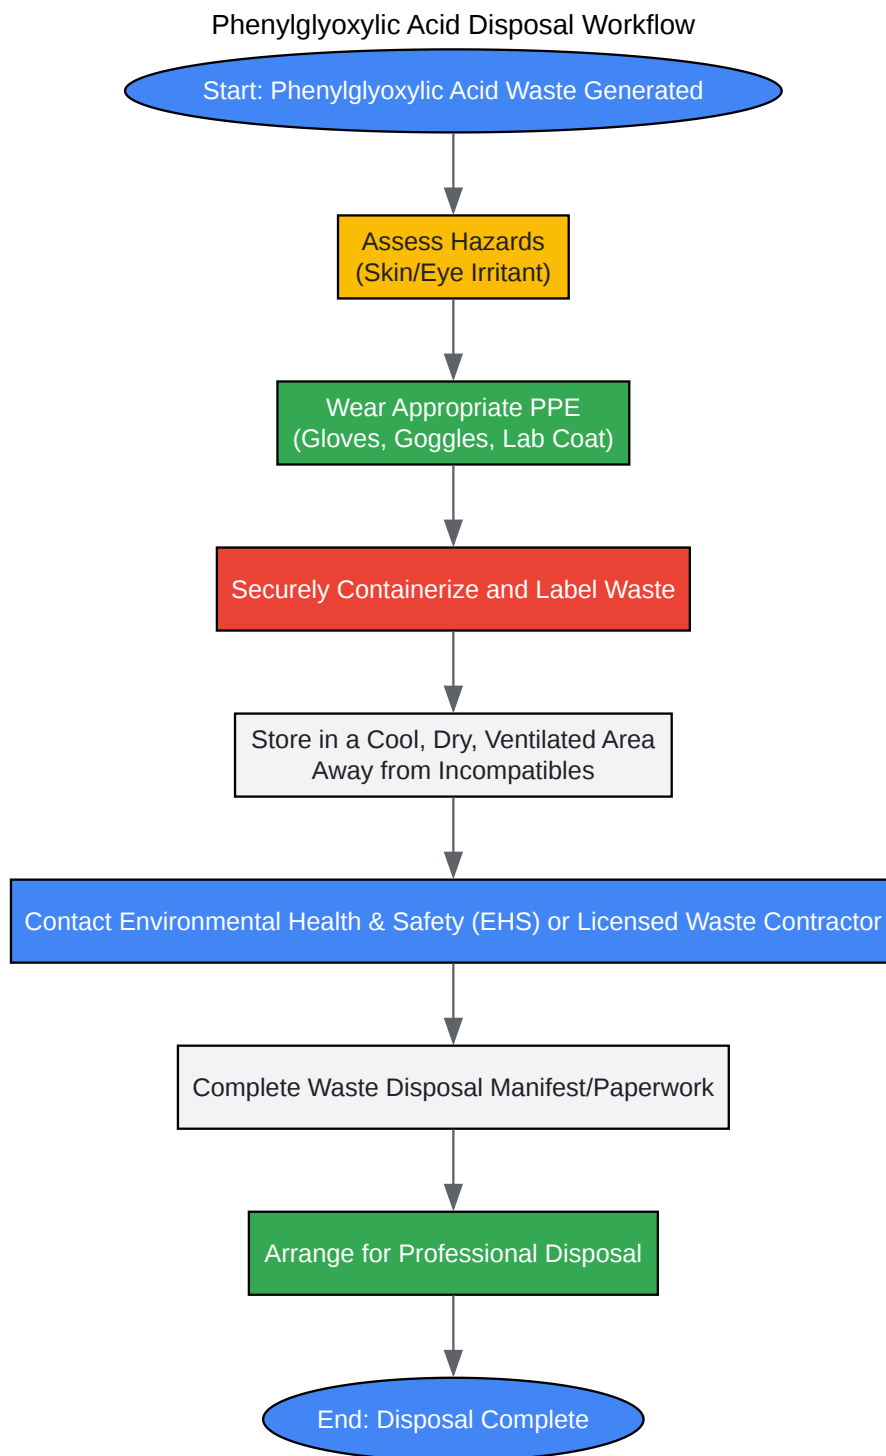 Phenylglyoxylic Acid Disposal Workflow
Start: Phenylglyoxylic Acid Waste Generated
Assess Hazards
(Skin/Eye Irritant)
Wear Appropriate PPE
(Gloves, Goggles, Lab Coat)
Securely Containerize and Label Waste
Store in a Cool, Dry, Ventilated Area
Away from Incompatibles
Contact Environmental Health & Safety (EHS) or Licensed Waste Contractor
Complete Waste Disposal Manifest/Paperwork
Arrange for Professional Disposal
End: Disposal Complete